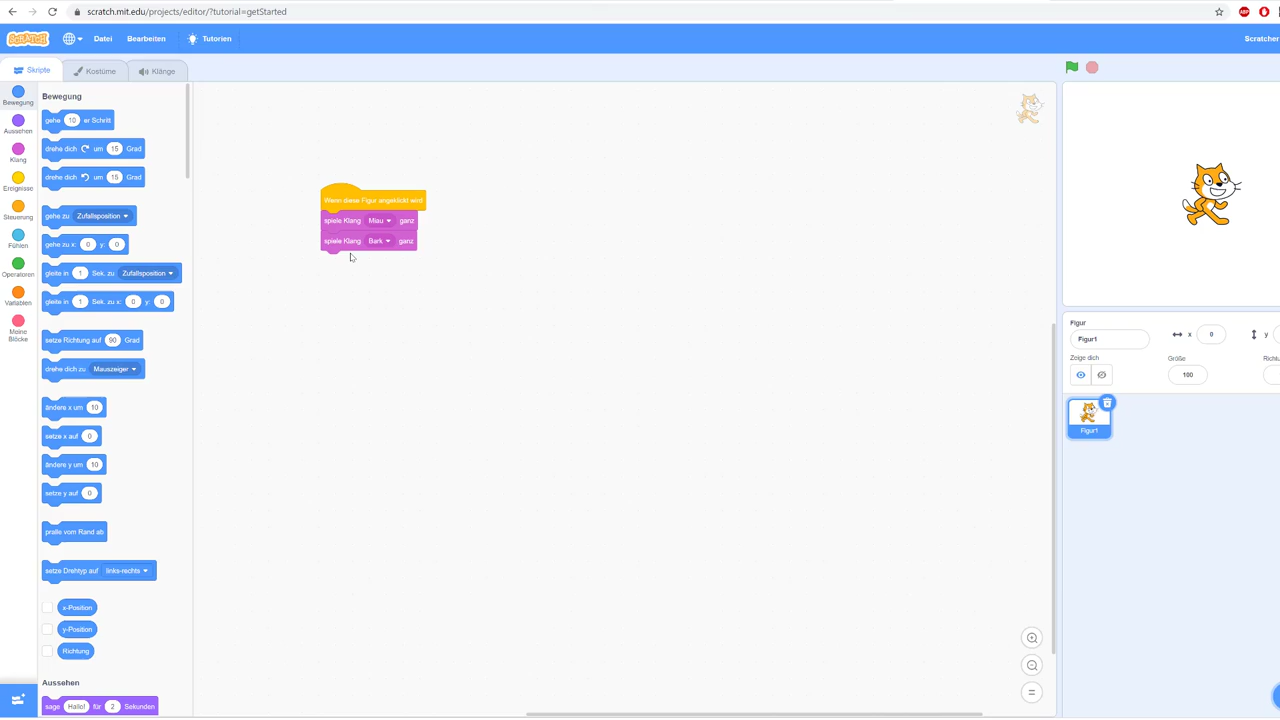 scratch.mit.edu/projects/editor/?tutorial=getStarted
ABP
SCRATCH
Datei
Bearbeiten
Tutorien
Scratcher
Skripte
Kostüme
Klänge
Bewegung
Aussehen
Klang
Ereignisse
Steuerung
Fühlen
Operatoren
Variablen
Meine
Blöcke
Bewegung
gehe 10 er Schritt
drehe dich um 15 Grad
drehe dich um 15 Grad
gehe zu Zufallsposition
gehe zu x: 0 y: 0
gleite in 1 Sek. zu Zufallsposition
gleite in 1 Sek. zu x: 0 y: 0
setze Richtung auf 90 Grad
drehe dich zu Mauszeiger
ändere x um 10
setze x auf 0
ändere y um 10
setze y auf 0
pralle vom Rand ab
setze Drehtyp auf links-rechts
x-Position
y-Position
Richtung
Aussehen
sage Hallo! für 2 Sekunden
Wenn diese Figur angeklickt wird
spiele Klang Miau ganz
spiele Klang Bark ganz
Figur
Figur1
x 0
y
Zeige dich
Größe
100
Richtu
Figur1